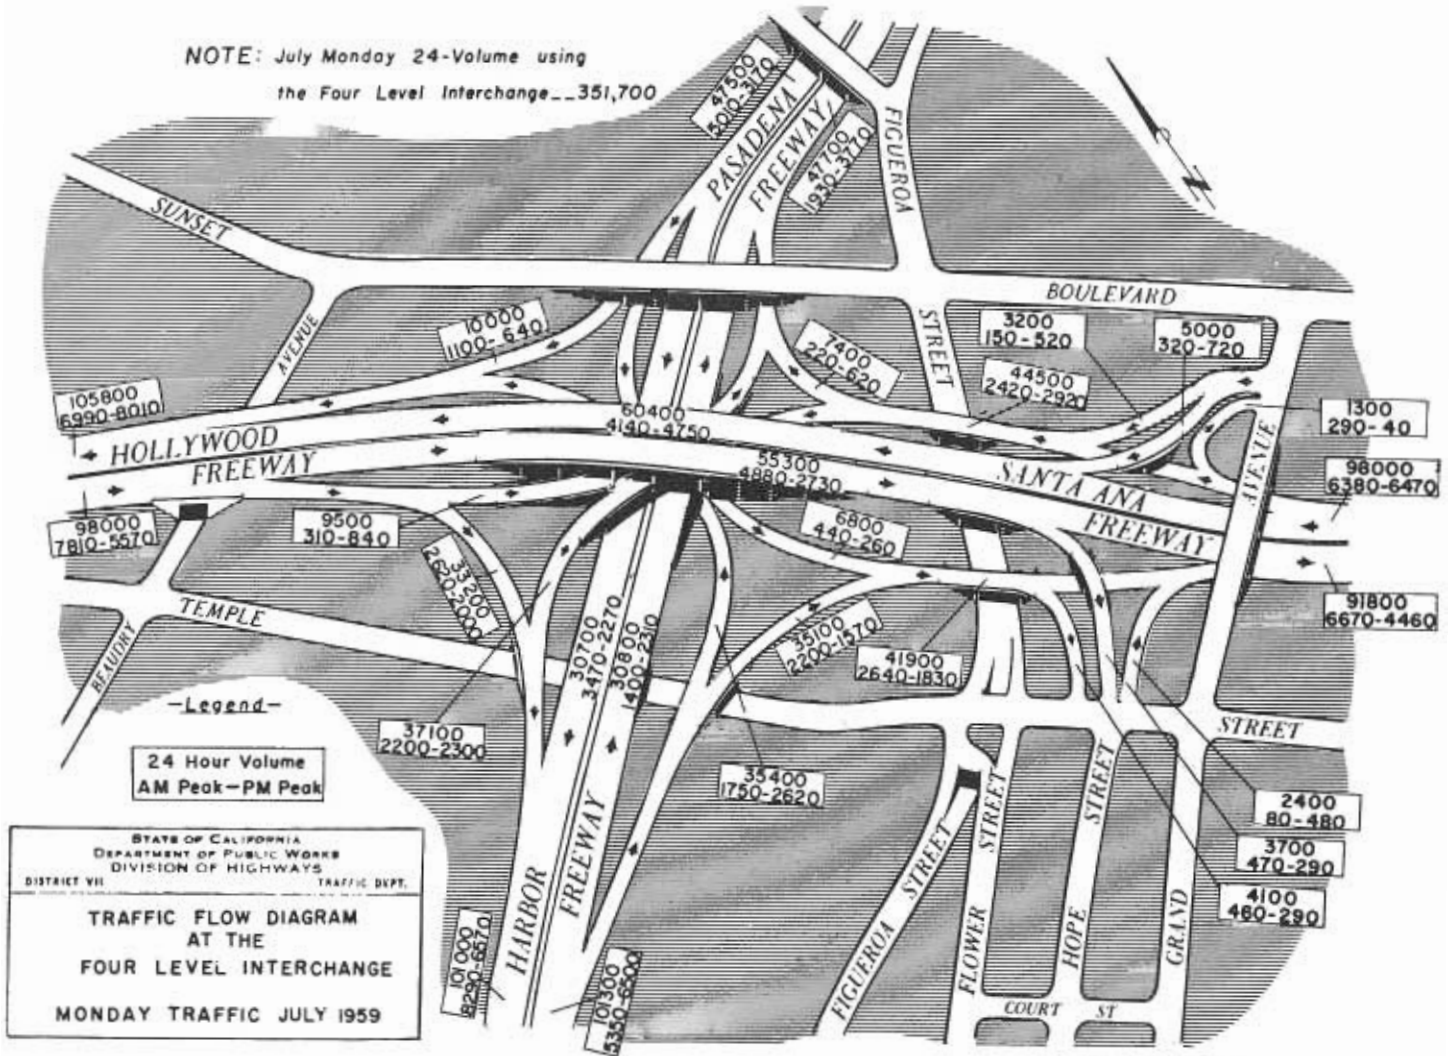 NOTE: July Monday 24-Volume using
the Four Level Interchange__351,700
47500
5010-3170
PASADENA
FREEWAY
47700
1930-3770
FIGUEROA
STREET
SUNSET
BOULEVARD
AVENUE
10000
1100-640
7400
220-620
3200
150-520
5000
320-720
44500
2420-2920
1300
290-40
105800
6990-8010
60400
4140-4750
HOLLYWOOD
FREEWAY
55300
4880-2730
SANTA ANA
FREEWAY
AVENUE
98000
6380-6470
98000
7810-5570
9500
310-840
6800
440-260
33200
2620-2000
30700
3470-2270
30800
1400-2310
35100
2200-1570
41900
2640-1830
91800
6670-4460
TEMPLE
STREET
BEAUDRY
37100
2200-2300
35400
1750-2620
2400
80-480
3700
470-290
4100
460-290
-Legend-
24 Hour Volume
AM Peak-PM Peak
HARBOR
FREEWAY
101000
8290-6570
101300
5350-6500
FIGUEROA STREET
FLOWER STREET
HOPE STREET
GRAND
COURT ST
STATE OF CALIFORNIA
DEPARTMENT OF PUBLIC WORKS
DIVISION OF HIGHWAYS
DISTRICT VII TRAFFIC DEPT.
TRAFFIC FLOW DIAGRAM
AT THE
FOUR LEVEL INTERCHANGE
MONDAY TRAFFIC JULY 1959